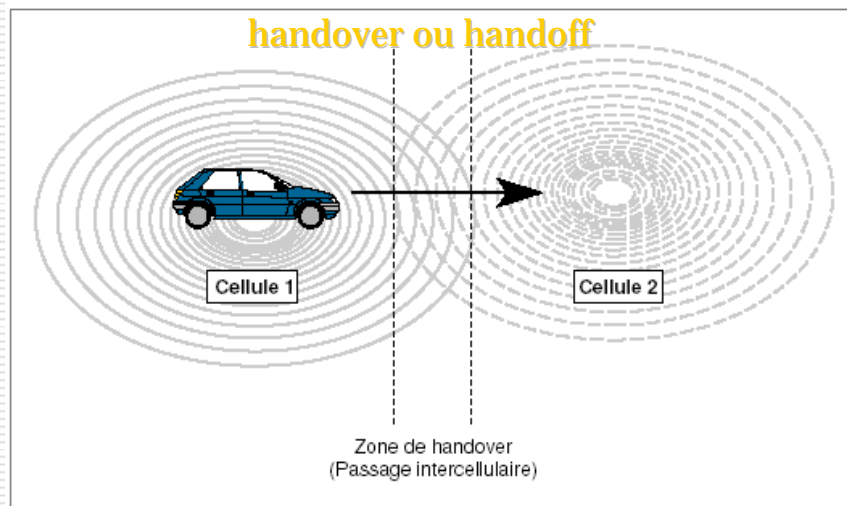 handover ou handoff
Cellule 1
Cellule 2
Zone de handover
(Passage intercellulaire)